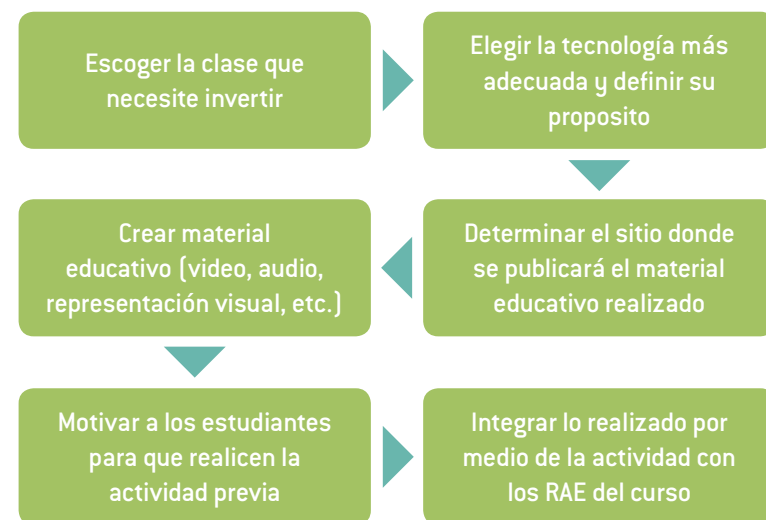 Escoger la clase que
necesite invertir
Elegir la tecnología más
adecuada y definir su
proposito
Determinar el sitio donde
se publicará el material
educativo realizado
Crear material
educativo (video, audio,
representación visual, etc.)
Motivar a los estudiantes
para que realicen la
actividad previa
Integrar lo realizado por
medio de la actividad con
los RAE del curso